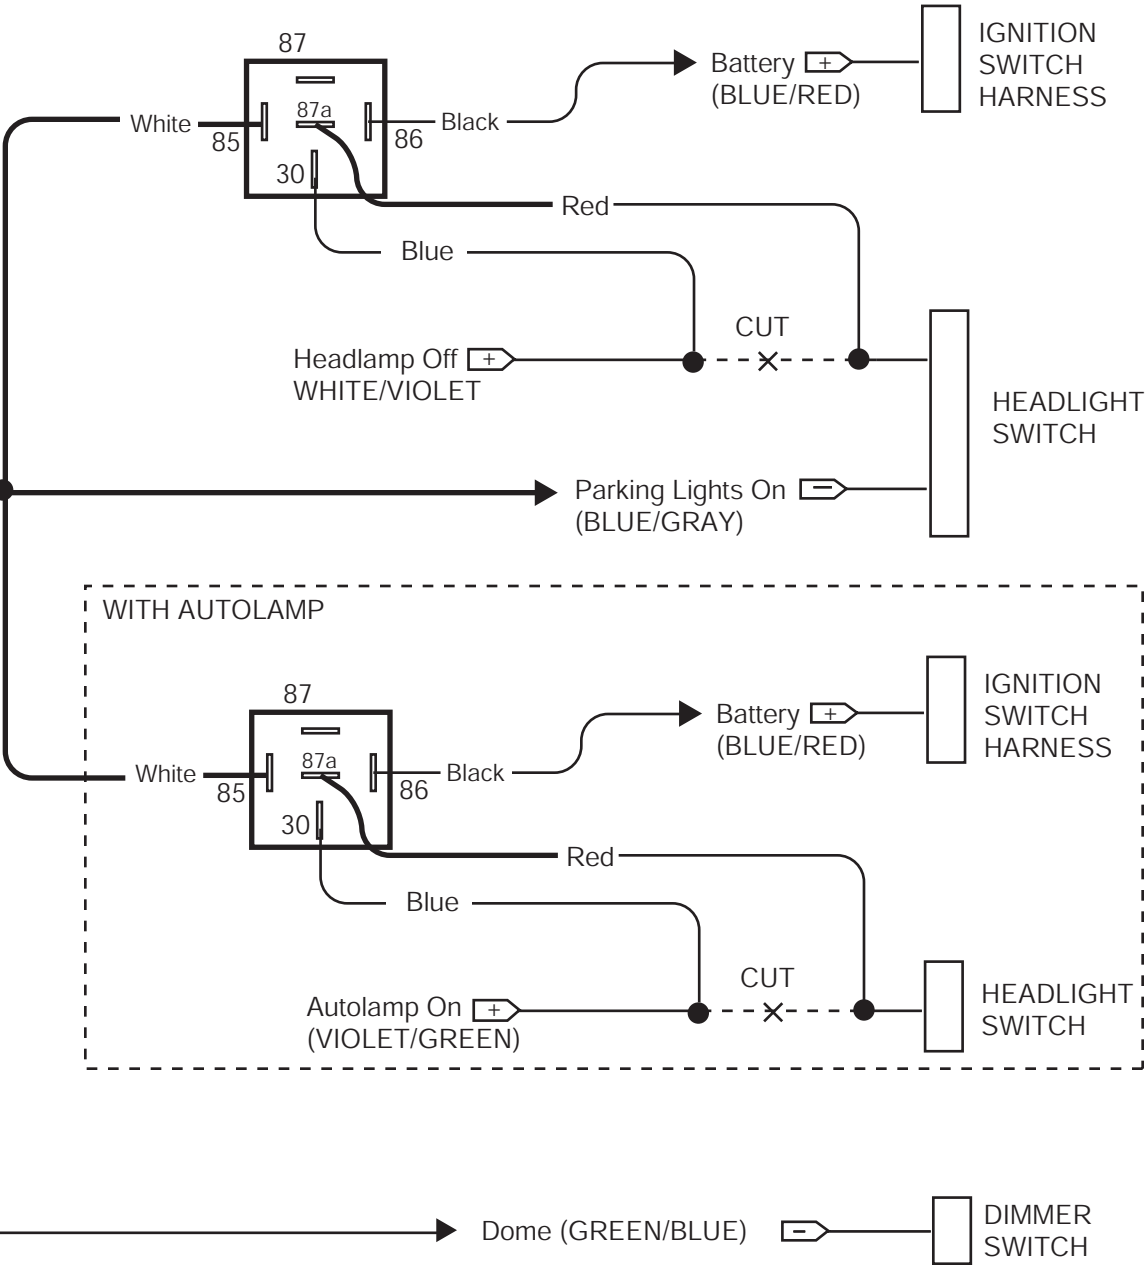 87
IGNITION
SWITCH
HARNESS
Battery +
(BLUE/RED)
White
85
87a
86
Black
30
Red
Blue
CUT
Headlamp Off +
WHITE/VIOLET
HEADLIGHT
SWITCH
Parking Lights On −
(BLUE/GRAY)
WITH AUTOLAMP
87
IGNITION
SWITCH
HARNESS
Battery +
(BLUE/RED)
White
85
87a
86
Black
30
Red
Blue
CUT
Autolamp On +
(VIOLET/GREEN)
HEADLIGHT
SWITCH
Dome (GREEN/BLUE) -
DIMMER
SWITCH